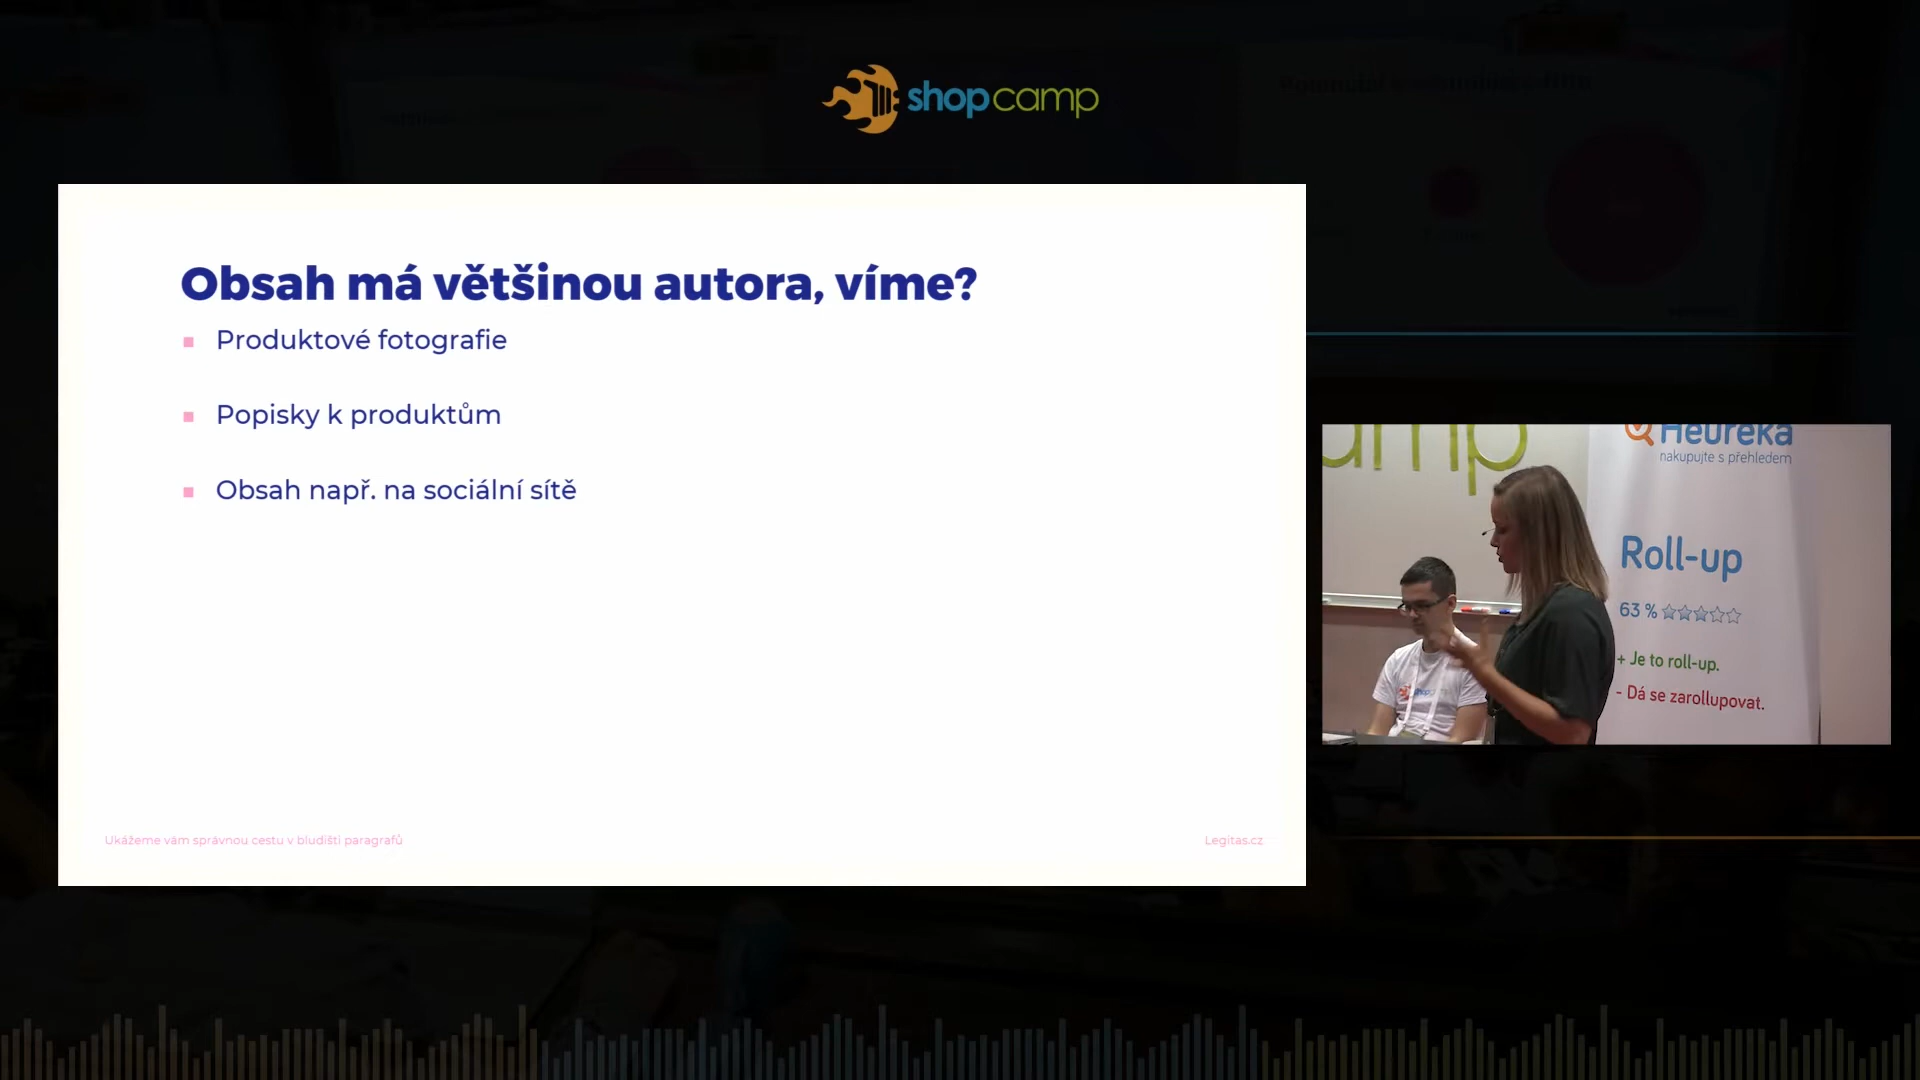 shopcamp
Obsah má většinou autora, víme?
Produktové fotografie
Popisky k produktům
Obsah např. na sociální sítě
Ukážeme vám správnou cestu v bludišti paragrafů
Legitas.cz
amp
Heureka
nakupujte s přehledem
Roll-up
63 %
+ Je to roll-up.
- Dá se zarollupovat.